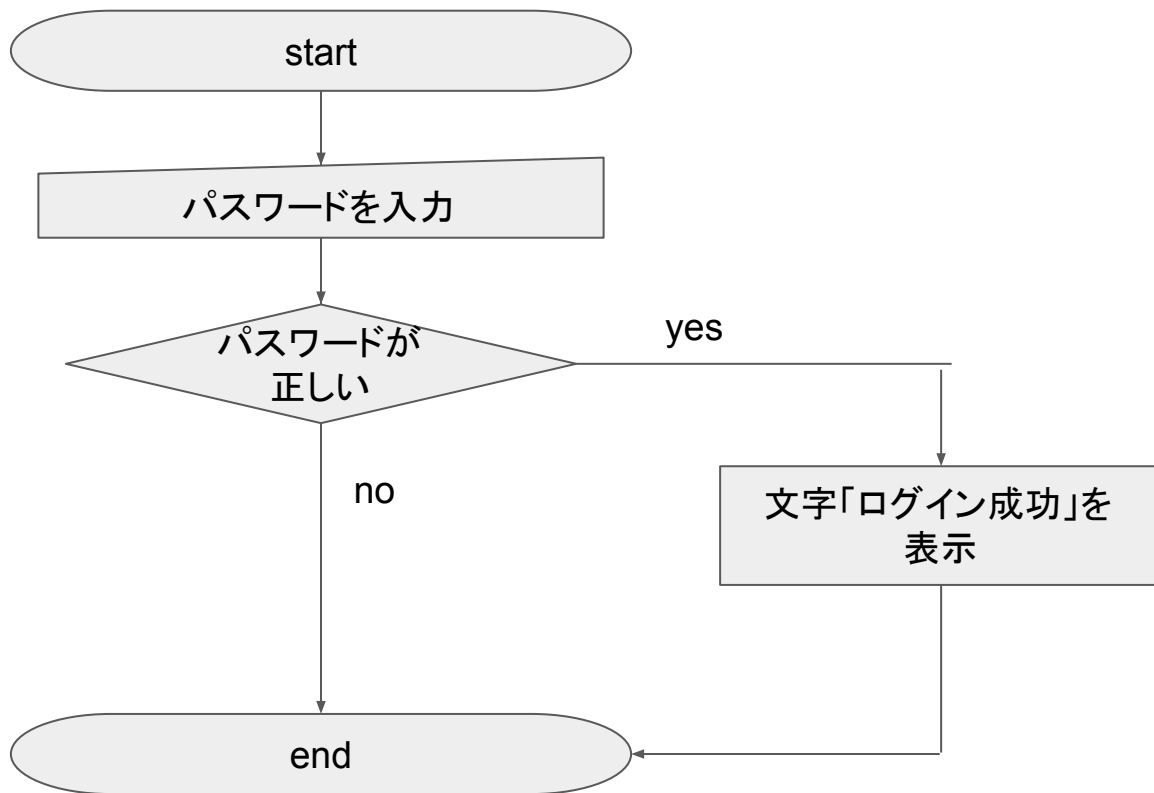 start
パスワードを入力
パスワードが
正しい
yes
no
文字「ログイン成功」を
表示
end